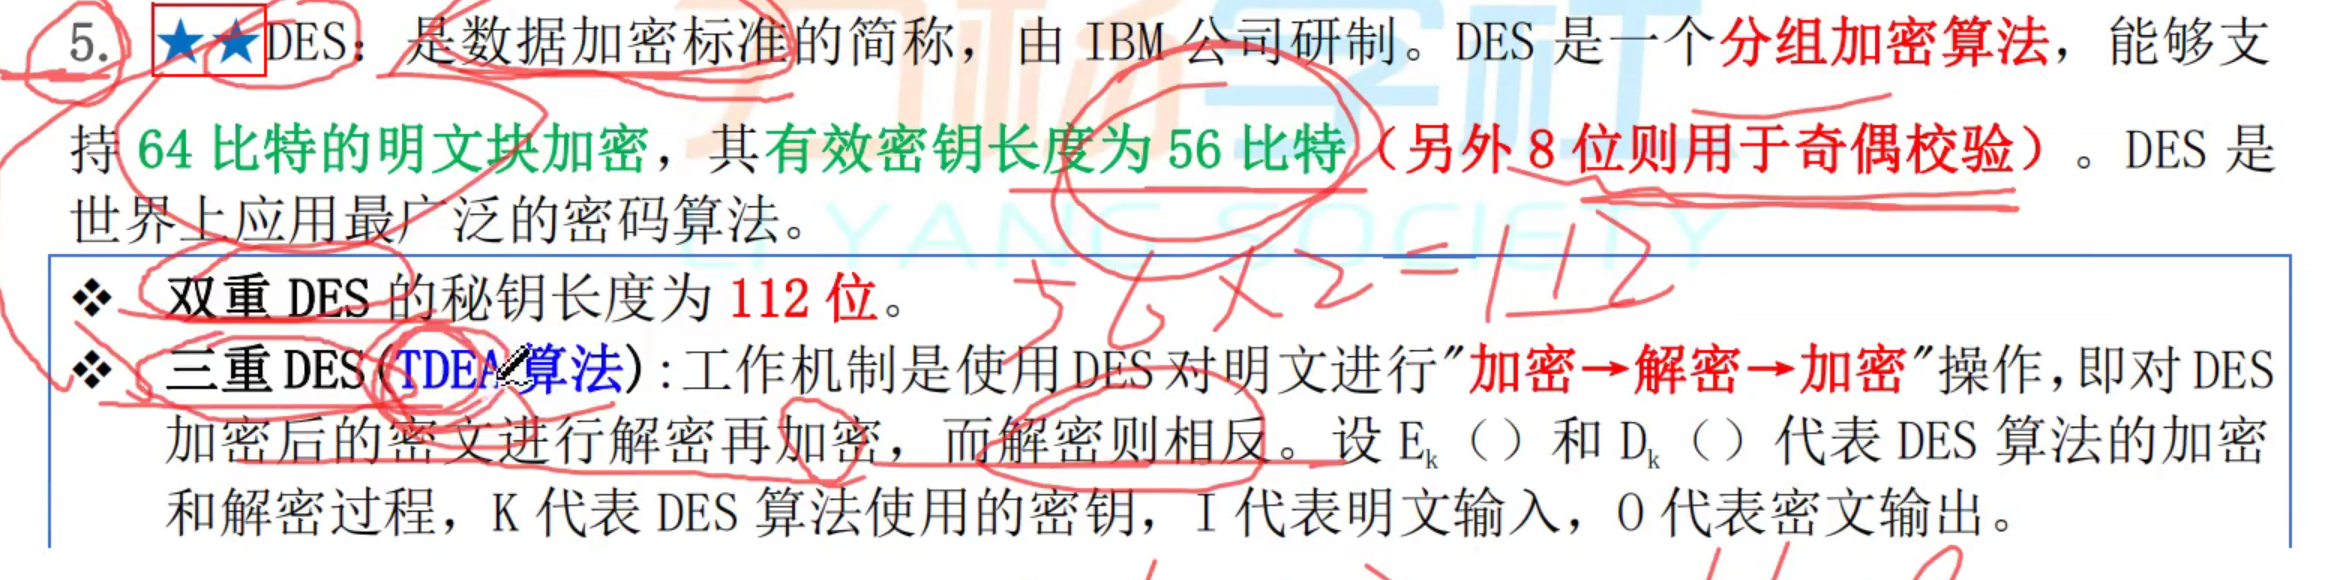 5. ★★DES：是数据加密标准的简称，由 IBM 公司研制。DES 是一个分组加密算法，能够支
持 64 比特的明文块加密，其有效密钥长度为 56 比特（另外 8 位则用于奇偶校验）。DES 是
世界上应用最广泛的密码算法。
LI YANG SOCIETY
56×2=112
❖ 双重 DES 的秘钥长度为 112 位。
❖ 三重 DES(TDEA 算法):工作机制是使用 DES 对明文进行"加密→解密→加密"操作,即对 DES
加密后的密文进行解密再加密，而解密则相反。设 Ek（）和 Dk（）代表 DES 算法的加密
和解密过程，K 代表 DES 算法使用的密钥，I 代表明文输入，O 代表密文输出。